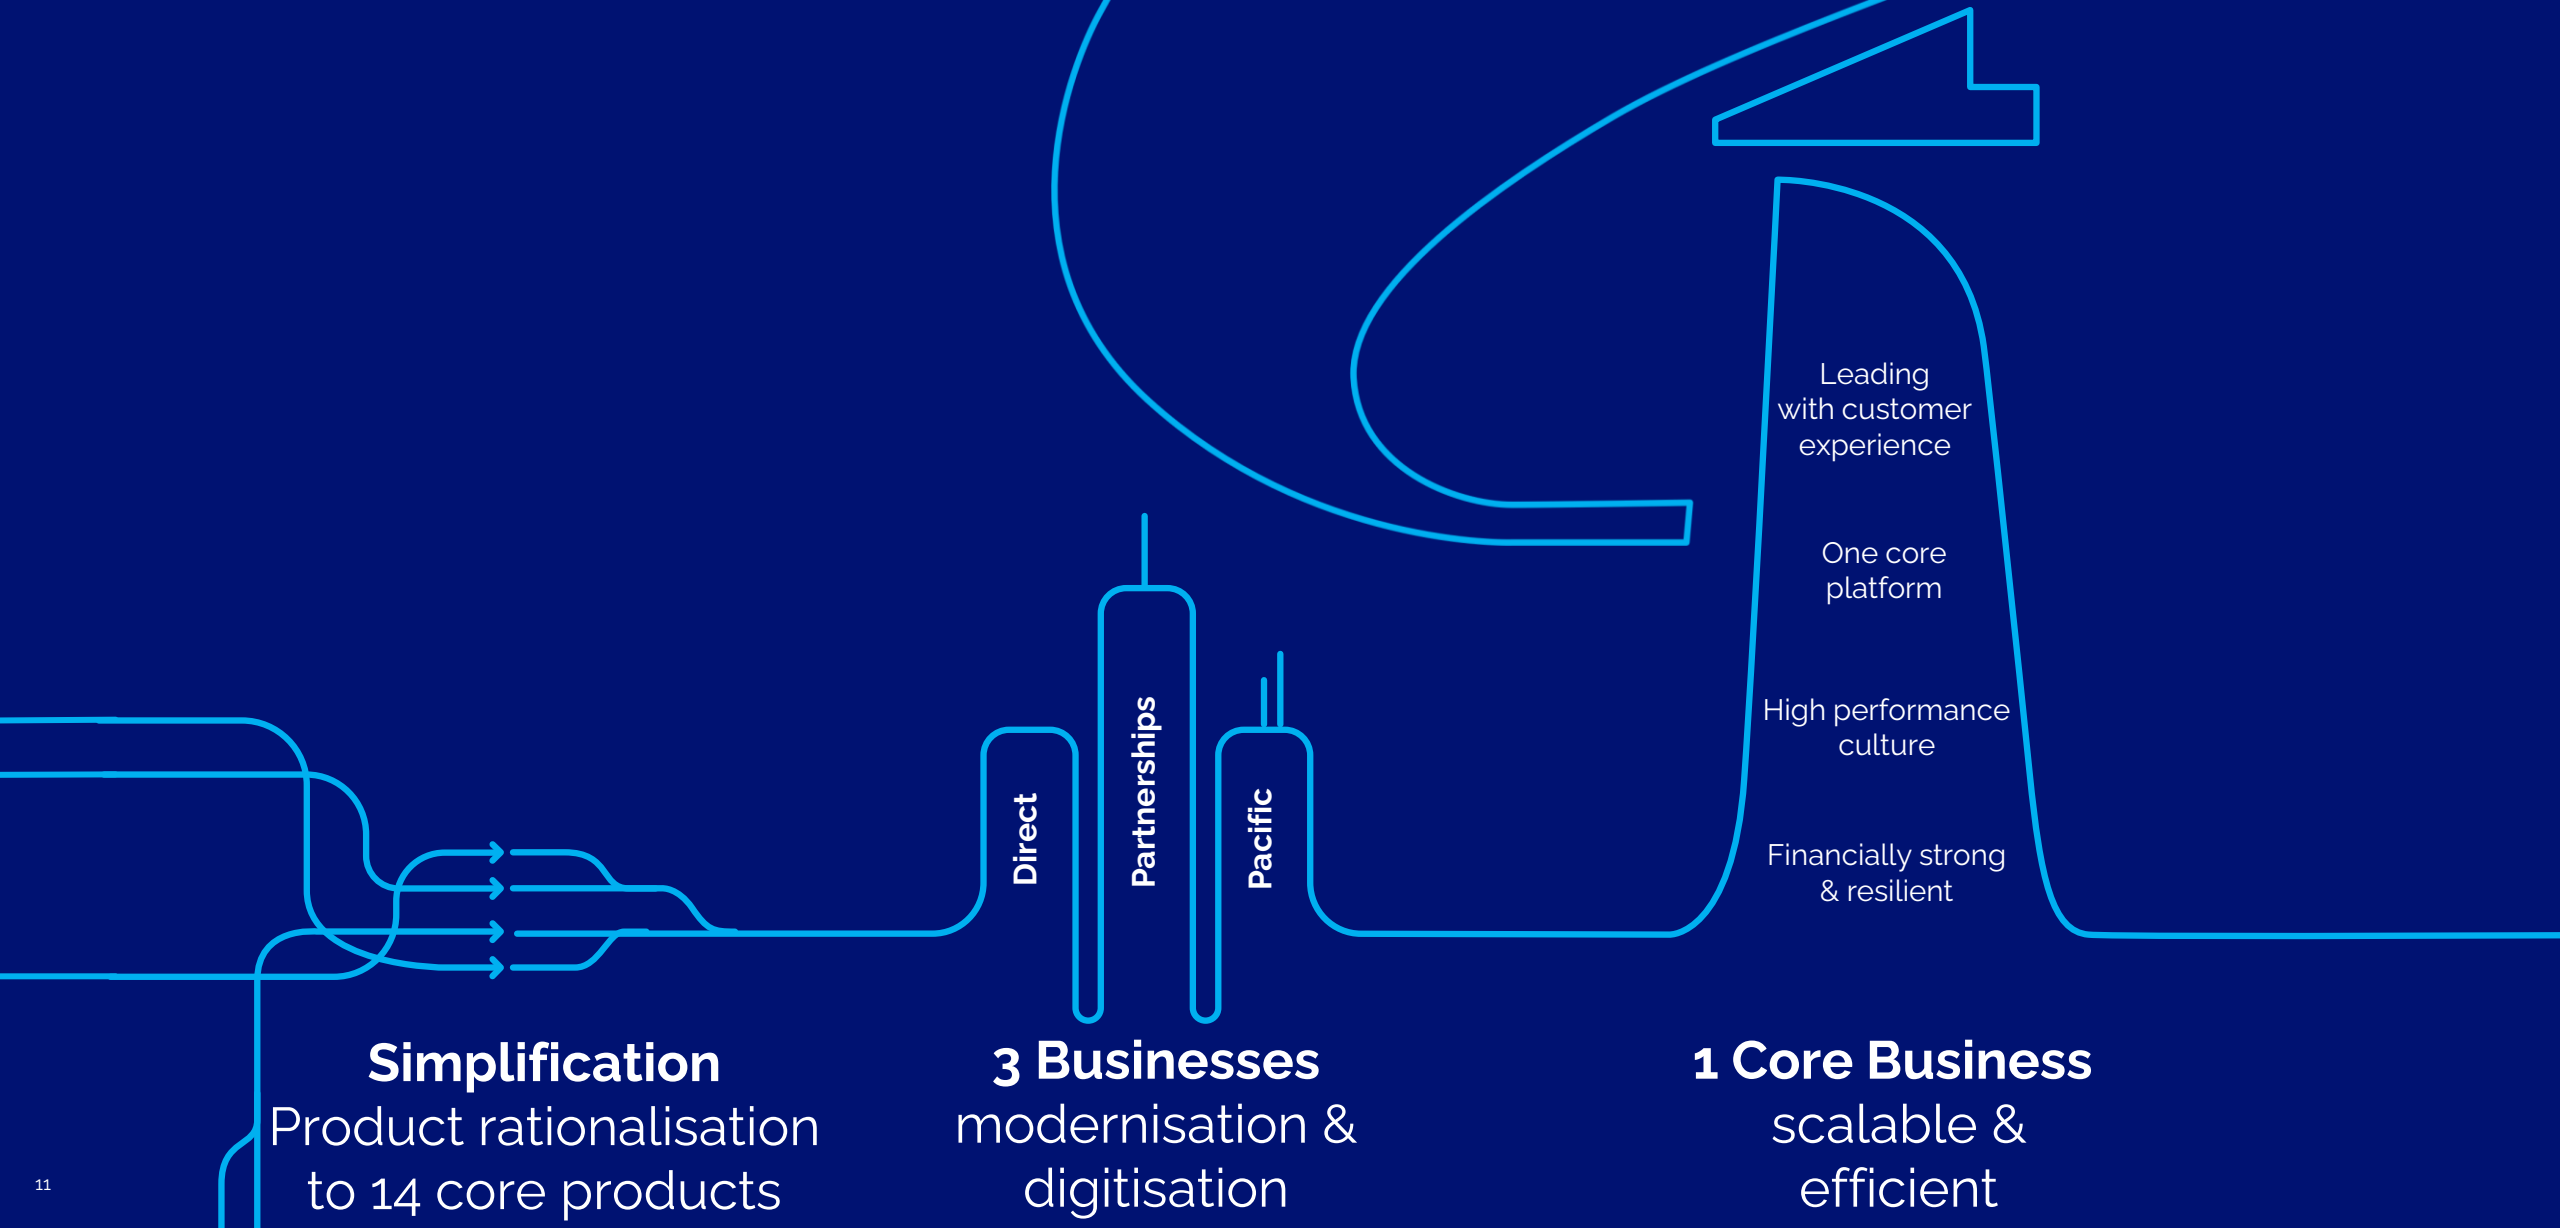 Leading
with customer
experience
One core
platform
High performance
culture
Financially strong
& resilient
Direct
Partnerships
Pacific
Simplification
Product rationalisation
to 14 core products
3 Businesses
modernisation &
digitisation
1 Core Business
scalable &
efficient
11